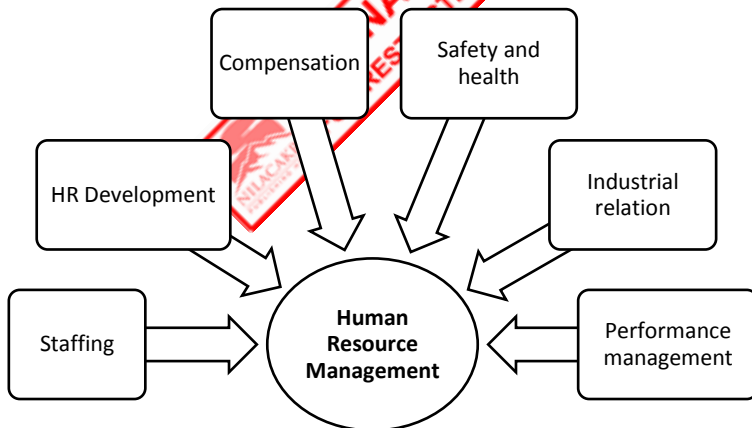 Compensation
Safety and
health
HR Development
Industrial
relation
Staffing
Human
Resource
Management
Performance
management